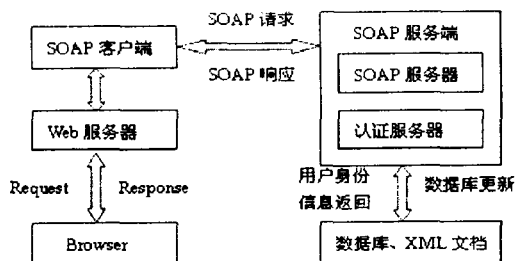 SOAP 请求
SOAP 客户端
SOAP 响应
SOAP 服务端
SOAP 服务器
认证服务器
Web 服务器
Request
Response
用户身份
信息返回
数据库更新
Browser
数据库、XML 文档